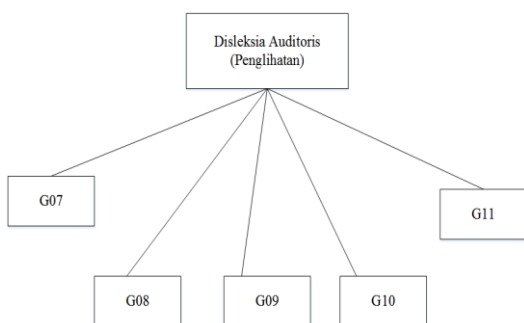 Disleksia Auditoris
(Penglihatan)
G07
G11
G08
G09
G10